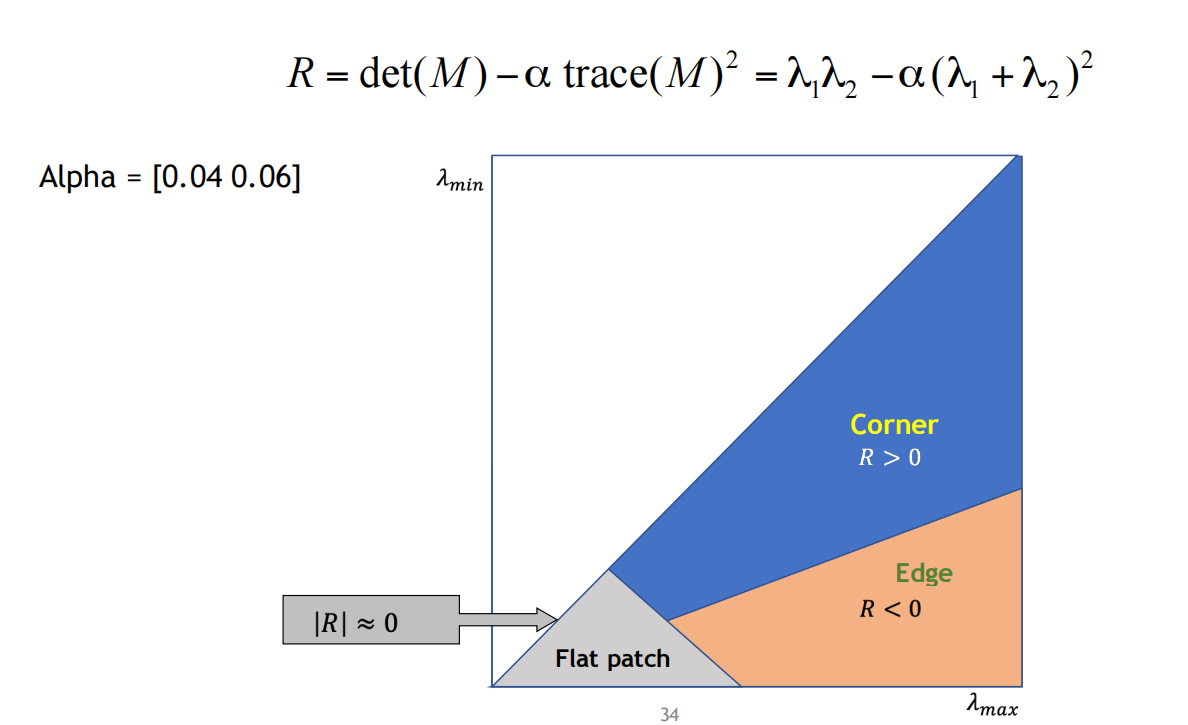 R = det(M) − α trace(M)² = λ₁λ₂ − α(λ₁ + λ₂)²
Alpha = [0.04 0.06]
λmin
Corner
R > 0
Edge
R < 0
|R| ≈ 0
Flat patch
λmax
34